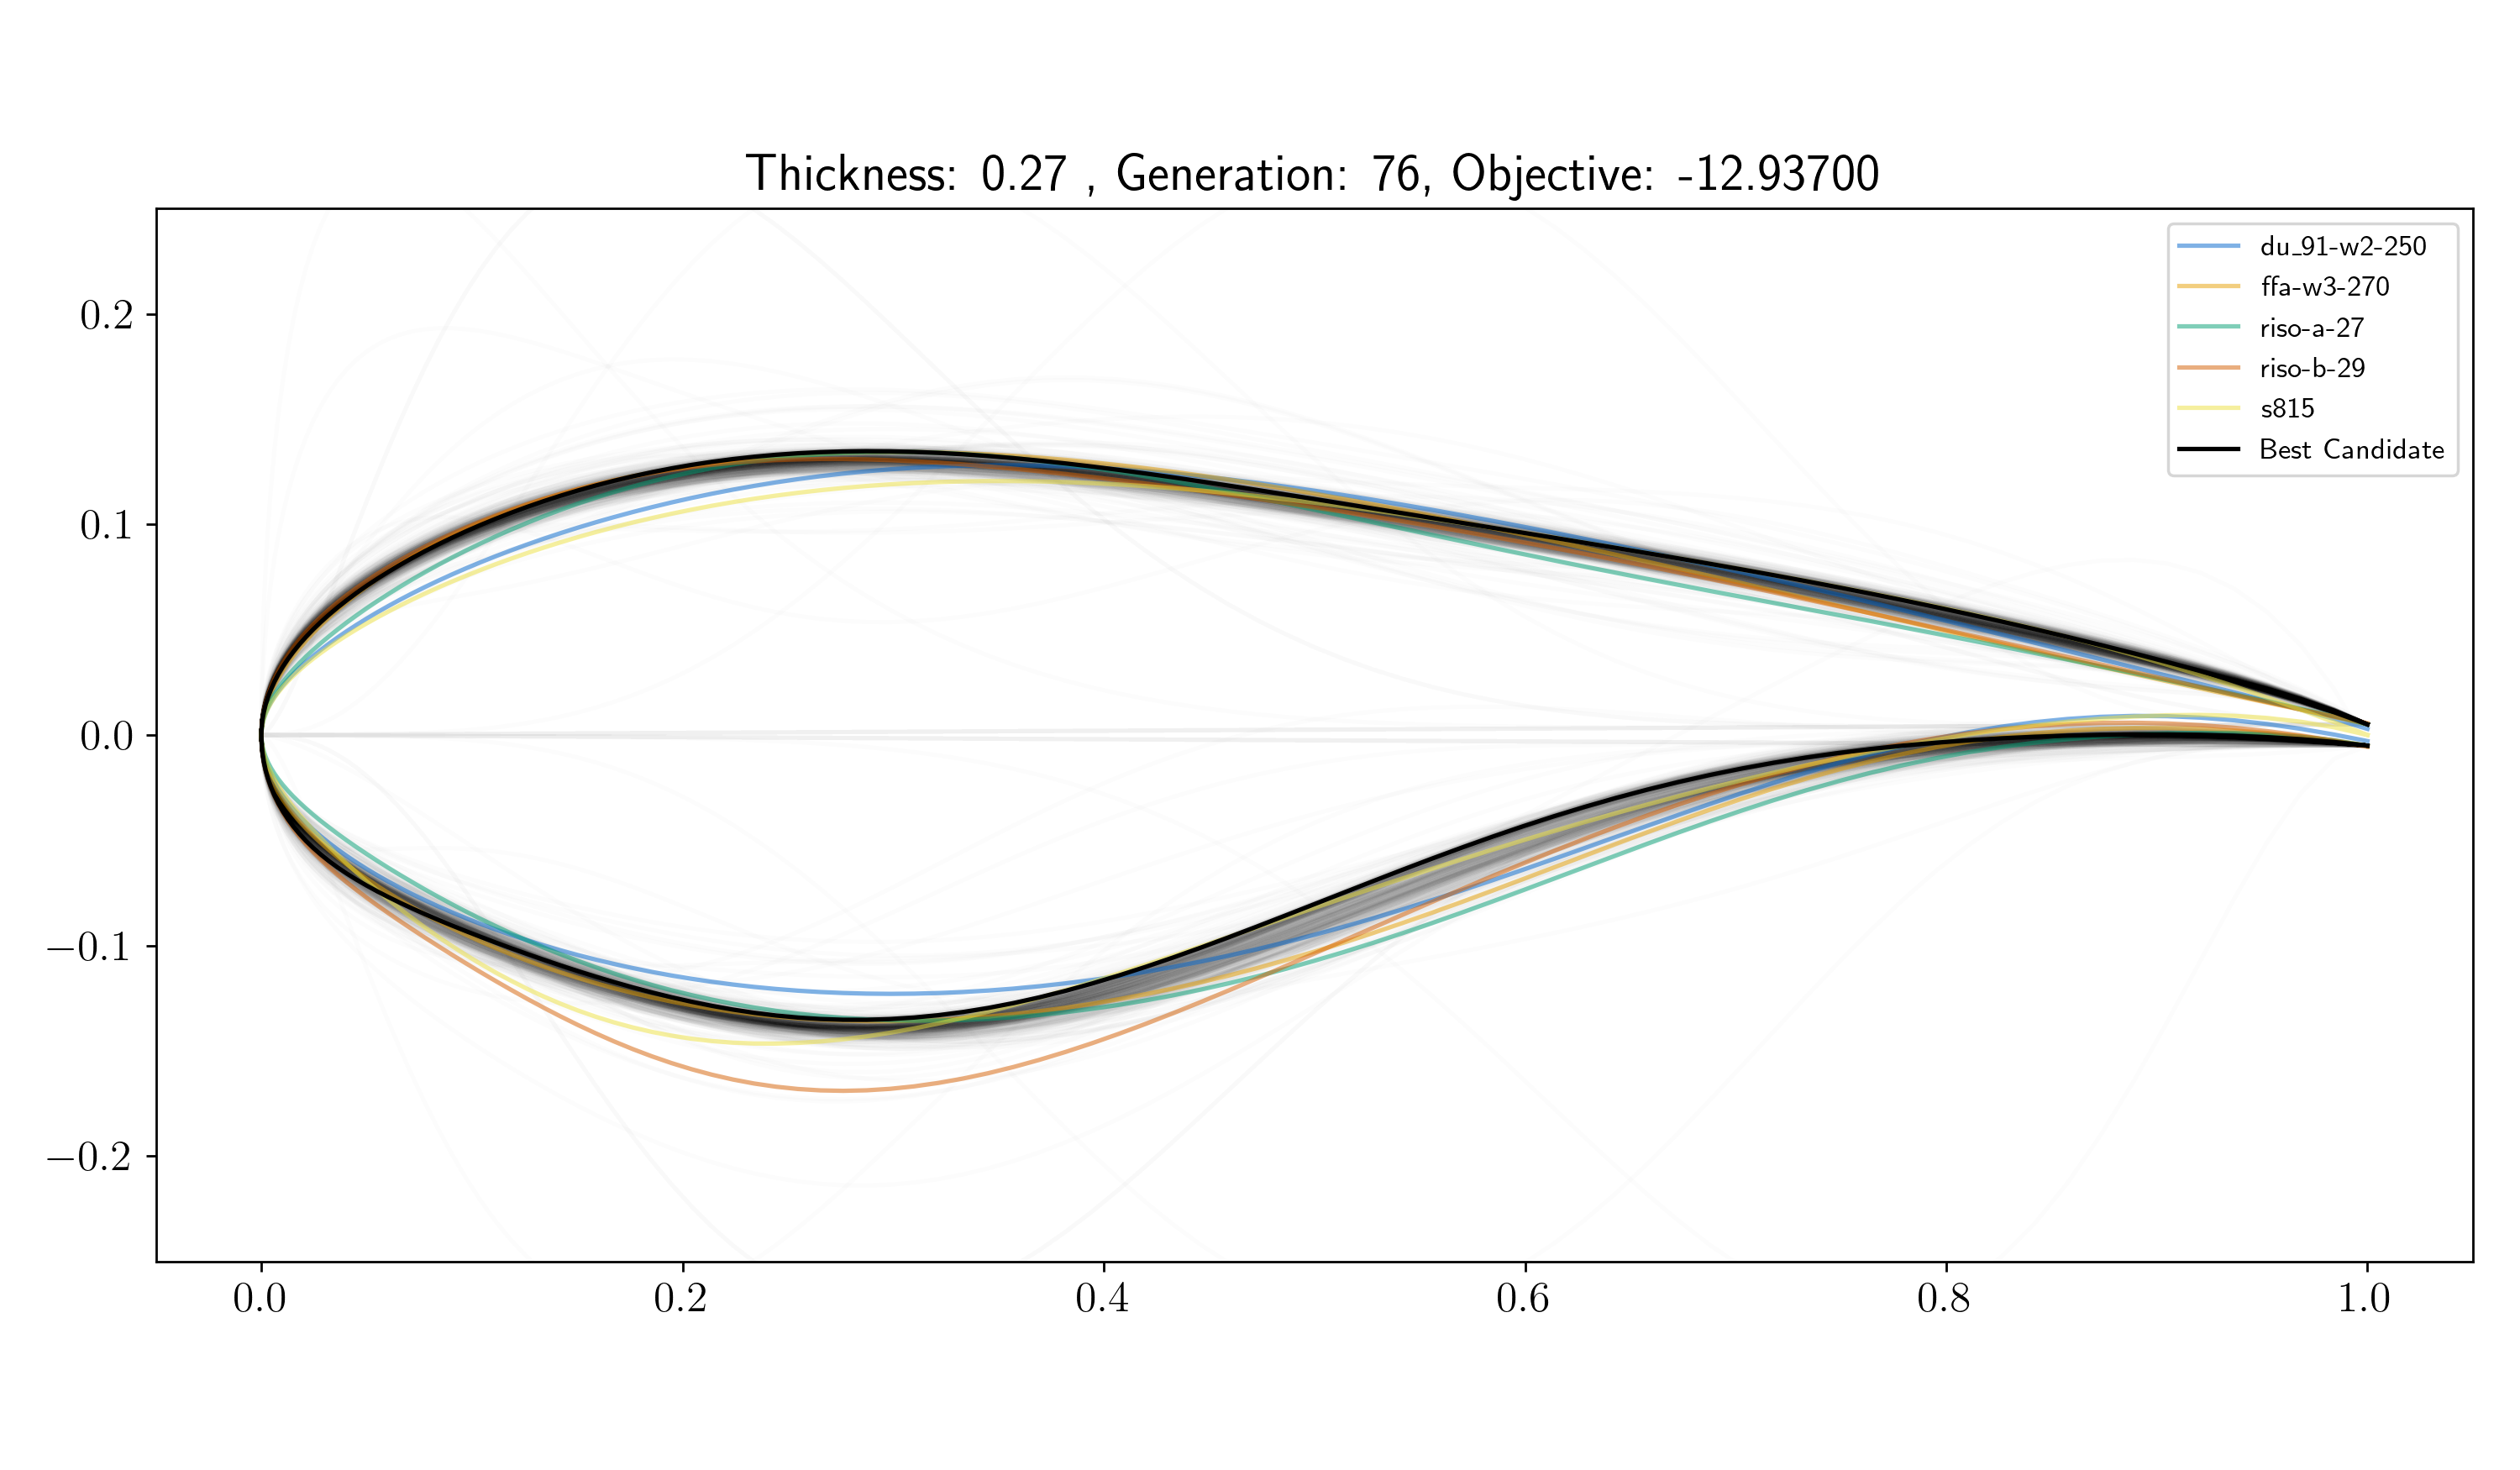 Thickness: 0.27 , Generation: 76, Objective: -12.93700
du_91-w2-250
ffa-w3-270
riso-a-27
riso-b-29
s815
Best Candidate
0.2
0.1
0.0
−0.1
−0.2
0.0 0.2 0.4 0.6 0.8 1.0